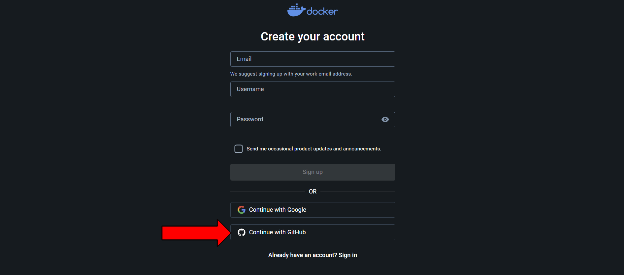 docker
Create your account
Email
We suggest signing up with your work email address.
Username
Password
Send me occasional product updates and announcements.
Sign up
OR
Continue with Google
Continue with GitHub
Already have an account? Sign in